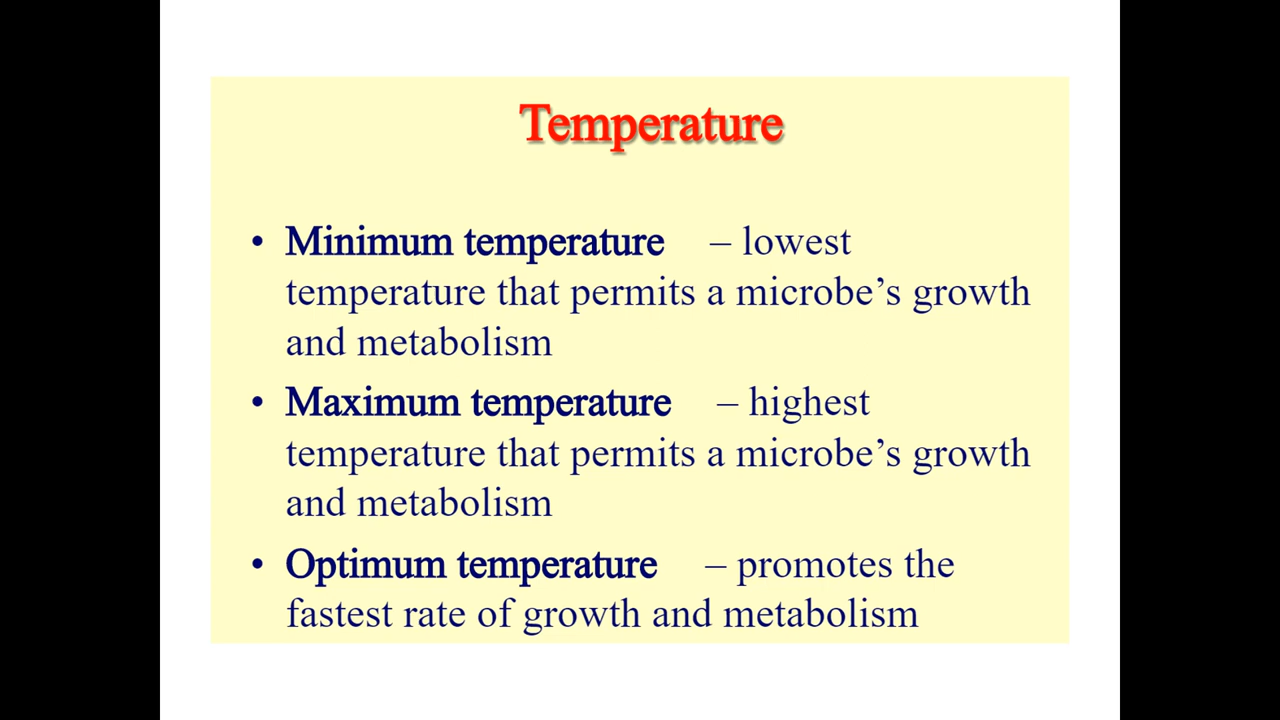 Temperature
• Minimum temperature – lowest
temperature that permits a microbe’s growth
and metabolism
• Maximum temperature – highest
temperature that permits a microbe’s growth
and metabolism
• Optimum temperature – promotes the
fastest rate of growth and metabolism